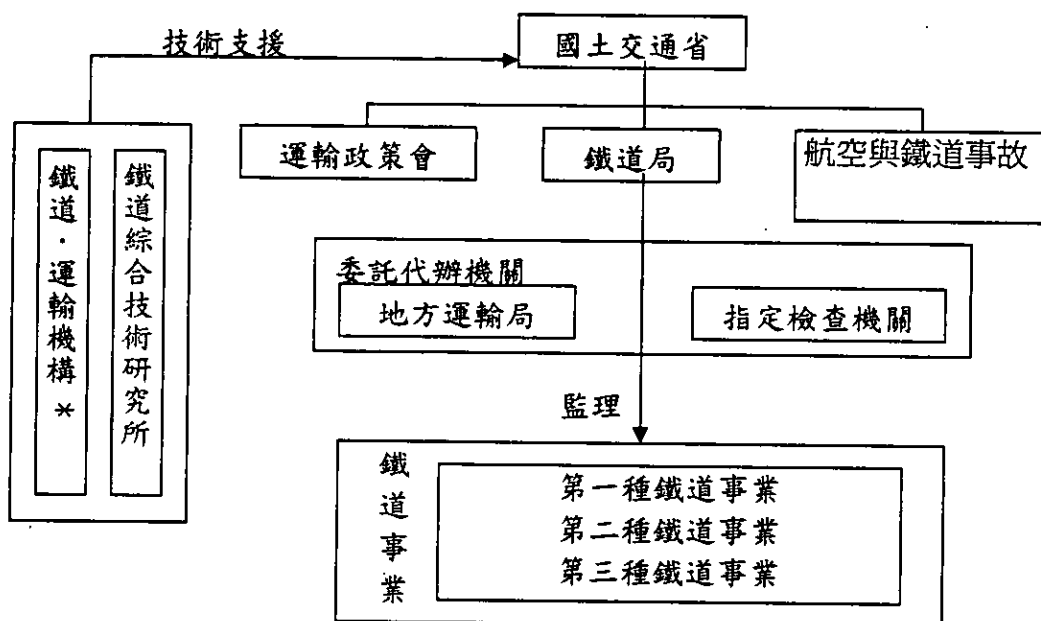 技術支援
國土交通省
運輸政策會
鐵道局
航空與鐵道事故
鐵道·運輸機構*
鐵道綜合技術研究所
委託代辦機關
地方運輸局
指定檢查機關
監理
鐵道事業
第一種鐵道事業
第二種鐵道事業
第三種鐵道事業